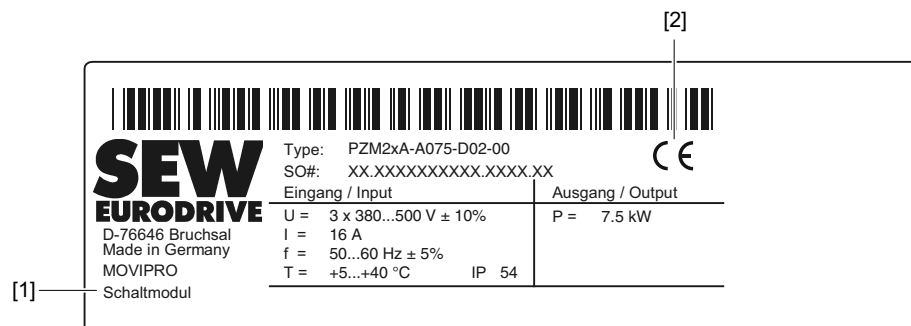 [2]
SEW
EURODRIVE
D-76646 Bruchsal
Made in Germany
MOVIPRO
[1]
Schaltmodul
Type: PZM2xA-A075-D02-00
SO#: XX.XXXXXXXXXX.XXXX.XX
CE
Eingang / Input
U = 3 x 380...500 V ± 10%
I = 16 A
f = 50...60 Hz ± 5%
T = +5...+40 °C IP 54
Ausgang / Output
P = 7.5 kW